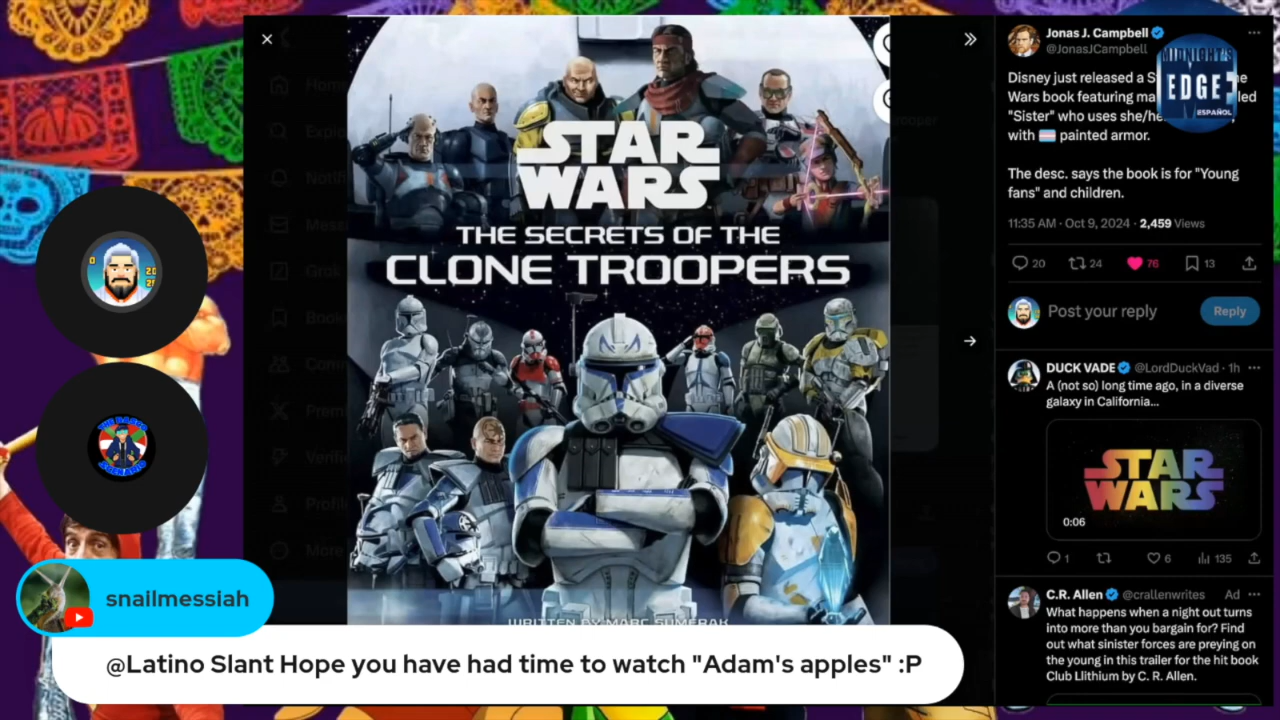 STAR
WARS
THE SECRETS OF THE
CLONE TROOPERS
WRITTEN BY MARC SUMERAK
Jonas J. Campbell
@JonasJCampbell
Disney just released a
Wars book featuring
"Sister" who uses
with painted armor.
The desc. says the book is for "Young
fans" and children.
11:35 AM · Oct 9, 2024 · 2,459 Views
20 24 76 13
MIDNIGHT'S
EDGE
ESPAÑOL
Post your reply
Reply
DUCK VADE @LordDuckVad · 1h
A (not so) long time ago, in a diverse
galaxy in California...
STAR
WARS
0:06
1 6 135
C.R. Allen @crallenwrites Ad
What happens when a night out turns
into more than you bargain for? Find
out what sinister forces are preying on
the young in this trailer for the hit book
Club Llithium by C. R. Allen.
THE BASQU
snailmessiah
@Latino Slant Hope you have had time to watch "Adam's apples" :P